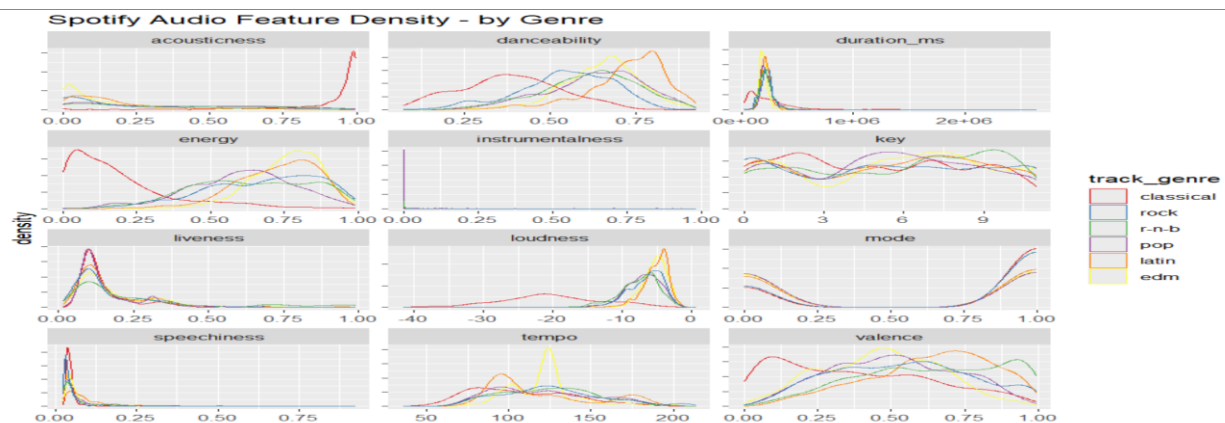 Spotify Audio Feature Density - by Genre
acousticness danceability duration_ms
0.00 0.25 0.50 0.75 1.00 0.25 0.50 0.75 0e+00 1e+06 2e+06
energy instrumentalness key
0.00 0.25 0.50 0.75 1.00 0.00 0.25 0.50 0.75 1.00 0 3 6 9
liveness loudness mode
0.00 0.25 0.50 0.75 1.00 -40 -30 -20 -10 0 0.00 0.25 0.50 0.75 1.00
speechiness tempo valence
0.00 0.25 0.50 0.75 50 100 150 200 0.00 0.25 0.50 0.75 1.00
density
track_genre
classical
rock
r-n-b
pop
latin
edm